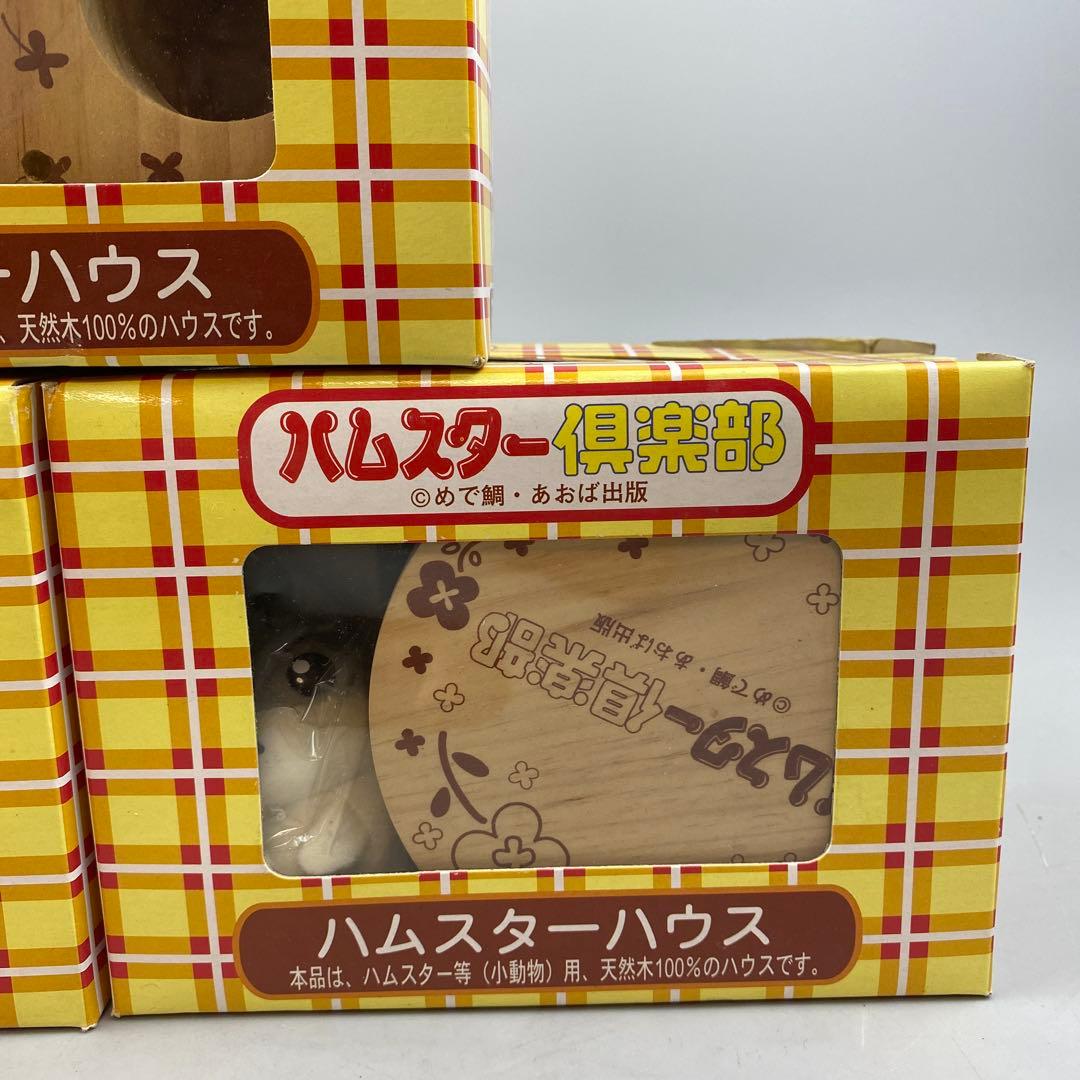 ーハウス
、天然木100%のハウスです。
ハムスター倶楽部
©めで鯛・あおば出版
ハムスター倶楽部
©めで鯛・あおば出版
ハムスターハウス
本品は、ハムスター等（小動物）用、天然木100%のハウスです。